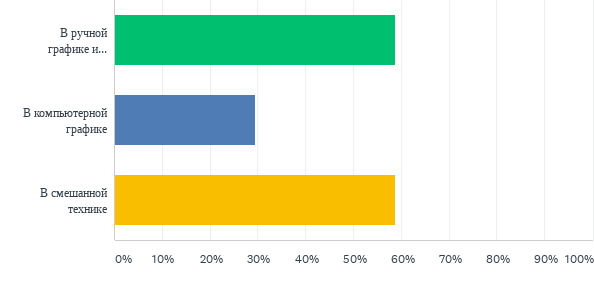 В ручной
графике и...
В компьютерной
графике
В смешанной
технике
0% 10% 20% 30% 40% 50% 60% 70% 80% 90% 100%